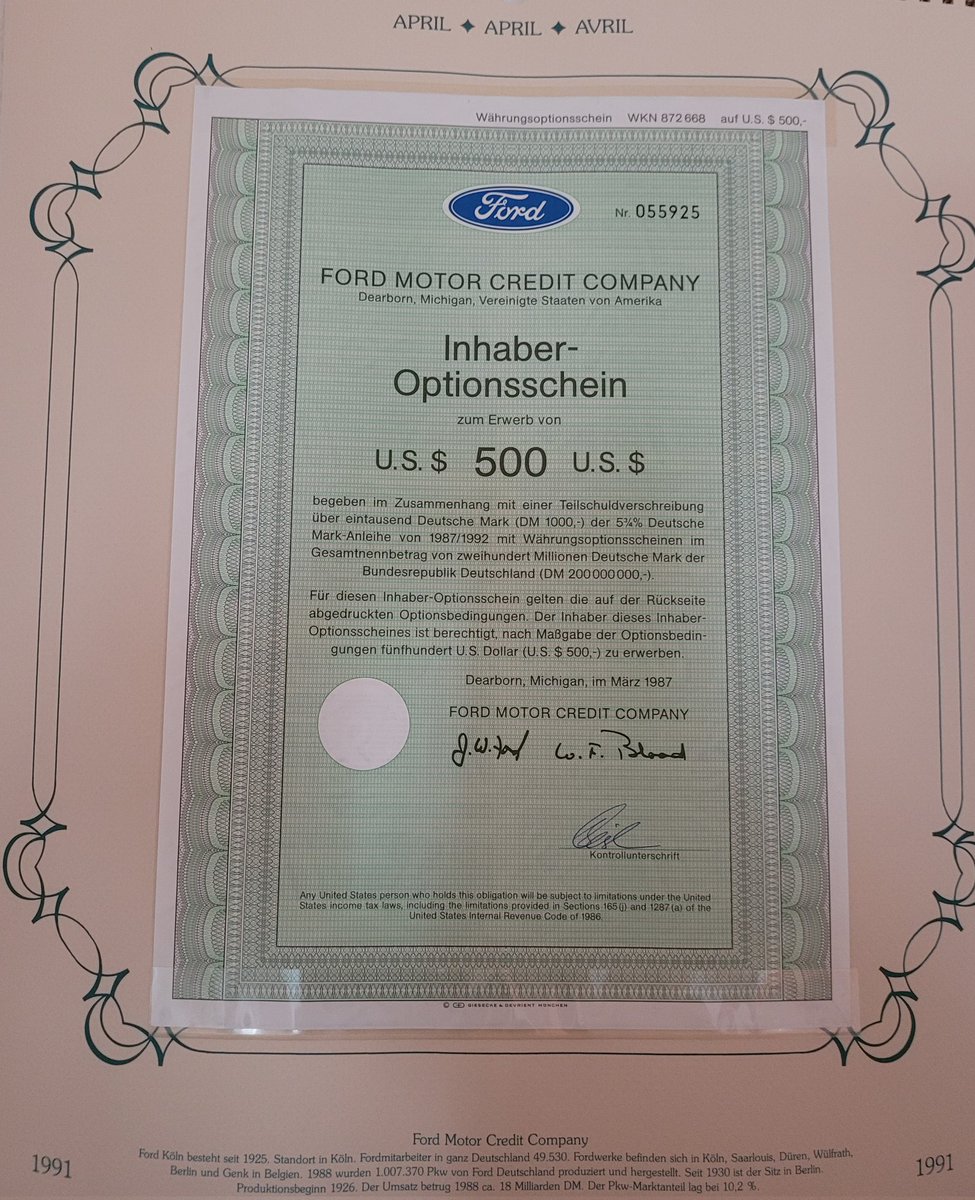 APRIL ✦ APRIL ✦ AVRIL
Währungsoptionsschein WKN 872 668 auf U.S. $ 500,-
Ford
Nr. 055925
FORD MOTOR CREDIT COMPANY
Dearborn, Michigan, Vereinigte Staaten von Amerika
Inhaber-
Optionsschein
zum Erwerb von
U.S. $ 500 U.S. $
begeben im Zusammenhang mit einer Teilschuldverschreibung
über eintausend Deutsche Mark (DM 1000,-) der 5¾% Deutsche
Mark-Anleihe von 1987/1992 mit Währungsoptionsscheinen im
Gesamtnennbetrag von zweihundert Millionen Deutsche Mark der
Bundesrepublik Deutschland (DM 200 000 000,-).
Für diesen Inhaber-Optionsschein gelten die auf der Rückseite
abgedruckten Optionsbedingungen. Der Inhaber dieses Inhaber-
Optionsscheines ist berechtigt, nach Maßgabe der Optionsbedin-
gungen fünfhundert U.S. Dollar (U.S. $ 500,-) zu erwerben.
Dearborn, Michigan, im März 1987
FORD MOTOR CREDIT COMPANY
W. F. Blood
Kontrollunterschrift
Any United States person who holds this obligation will be subject to limitations under the United
States income tax laws, including the limitations provided in Sections 165 (j) and 1287 (a) of the
United States Internal Revenue Code of 1986.
© GIESECKE & DEVRIENT MÜNCHEN
Ford Motor Credit Company
Ford Köln besteht seit 1925. Standort in Köln. Fordmitarbeiter in ganz Deutschland 49.530. Fordwerke befinden sich in Köln, Saarlouis, Düren, Wülfrath,
Berlin und Genk in Belgien. 1988 wurden 1.007.370 Pkw von Ford Deutschland produziert und hergestellt. Seit 1930 ist der Sitz in Berlin.
Produktionsbeginn 1926. Der Umsatz betrug 1988 ca. 18 Milliarden DM. Der Pkw-Marktanteil lag bei 10,2 %.
1991
1991